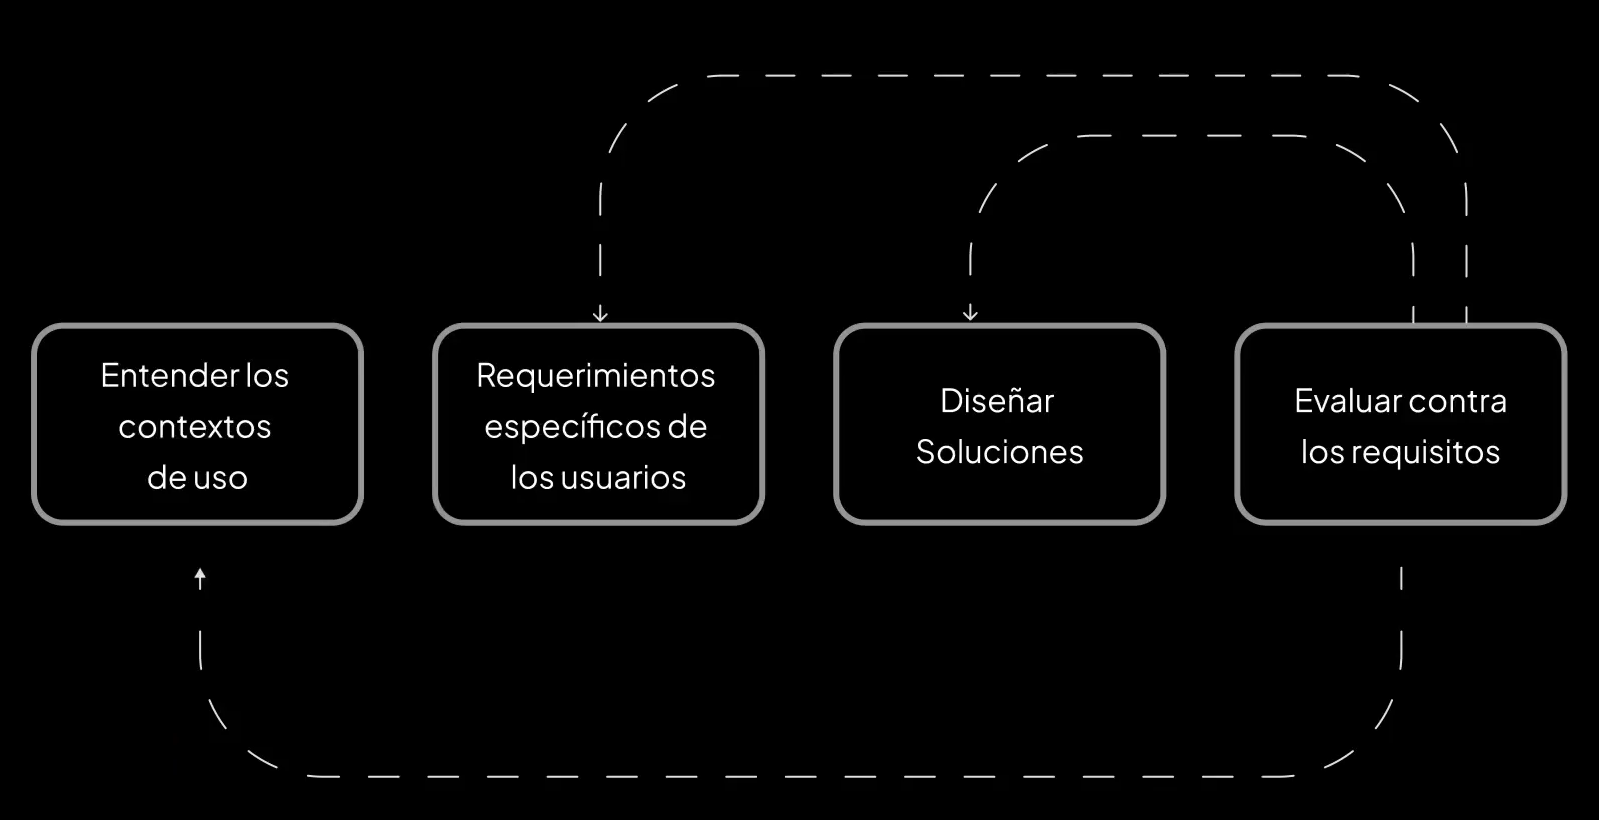 Entender los
contextos
de uso
Requerimientos
específicos de
los usuarios
Diseñar
Soluciones
Evaluar contra
los requisitos